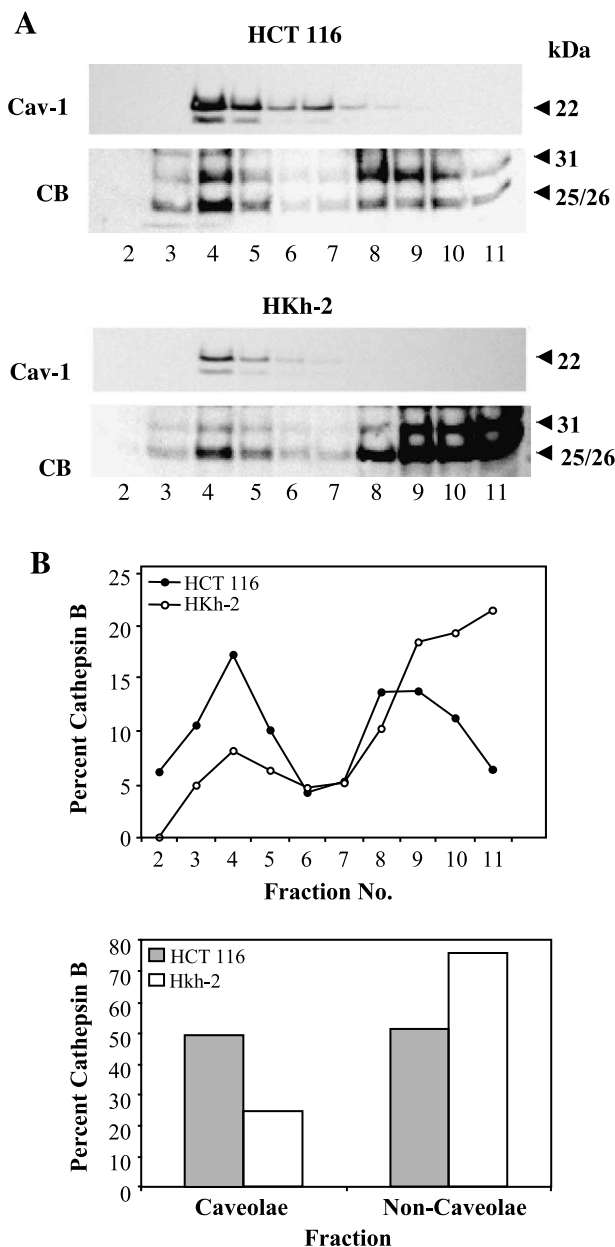 A
HCT 116
kDa
Cav-1
22
31
CB
25/26
2 3 4 5 6 7 8 9 10 11
HKh-2
Cav-1
22
31
CB
25/26
2 3 4 5 6 7 8 9 10 11
B
25
20
15
10
5
0
Percent Cathepsin B
HCT 116
HKh-2
2 3 4 5 6 7 8 9 10 11
Fraction No.
80
70
60
50
40
30
20
10
0
Percent Cathepsin B
HCT 116
Hkh-2
Caveolae Non-Caveolae
Fraction